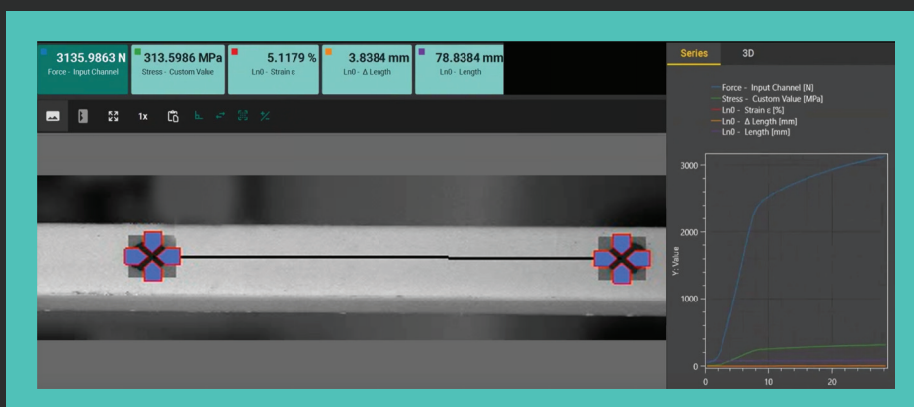 3135.9863 N
Force - Input Channel
313.5986 MPa
Stress - Custom Value
5.1179 %
Ln0 - Strain ε
3.8384 mm
Ln0 - Δ Length
78.8384 mm
Ln0 - Length
1x
Series 3D
Force - Input Channel [N]
Stress - Custom Value [MPa]
Ln0 - Strain ε [%]
Ln0 - Δ Length [mm]
Ln0 - Length [mm]
3000
2000
1000
0
Y: Value
0 10 20